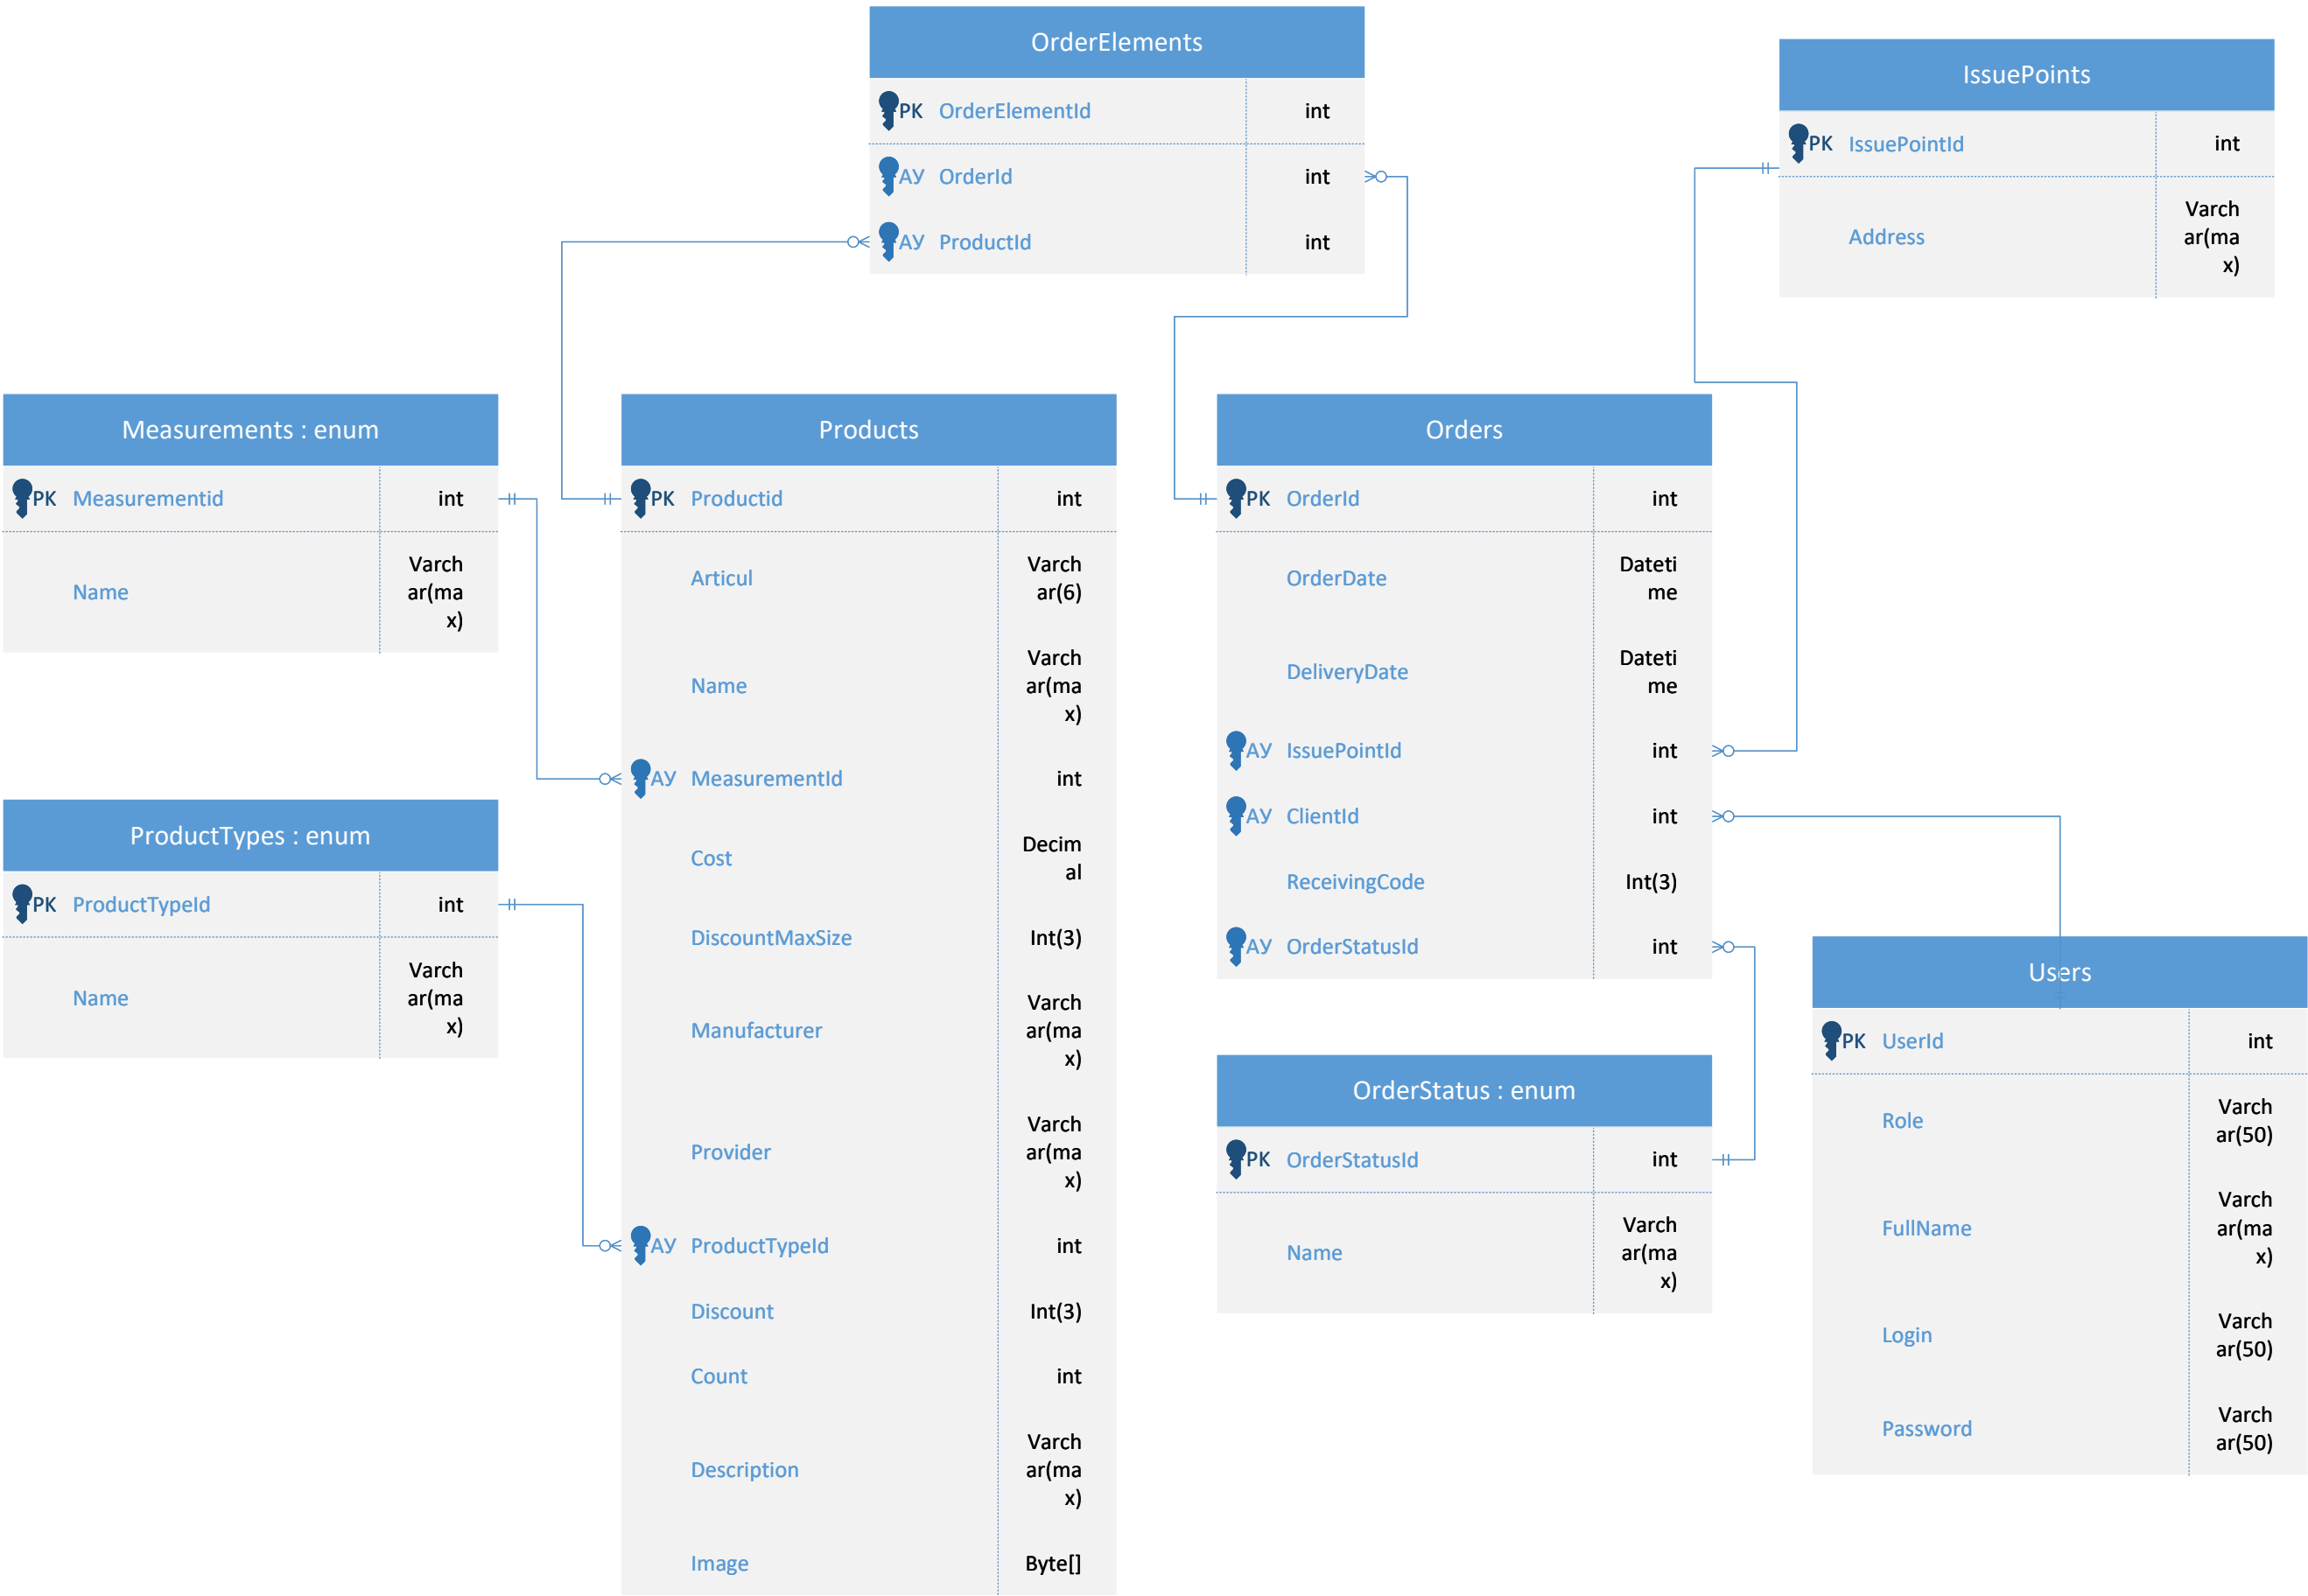 OrderElements
PK OrderElementId int
АУ OrderId int
АУ ProductId int
IssuePoints
PK IssuePointId int
Address
Varch
ar(ma
x)
Measurements : enum
PK Measurementid int
Name
Varch
ar(ma
x)
ProductTypes : enum
PK ProductTypeId int
Name
Varch
ar(ma
x)
Products
PK Productid int
Articul
Varch
ar(6)
Name
Varch
ar(ma
x)
АУ MeasurementId int
Cost
Decim
al
DiscountMaxSize Int(3)
Manufacturer
Varch
ar(ma
x)
Provider
Varch
ar(ma
x)
АУ ProductTypeId int
Discount Int(3)
Count int
Description
Varch
ar(ma
x)
Image Byte[]
Orders
PK OrderId int
OrderDate
Dateti
me
DeliveryDate
Dateti
me
АУ IssuePointId int
АУ ClientId int
ReceivingCode Int(3)
АУ OrderStatusId int
OrderStatus : enum
PK OrderStatusId int
Name
Varch
ar(ma
x)
Users
PK UserId int
Role
Varch
ar(50)
FullName
Varch
ar(ma
x)
Login
Varch
ar(50)
Password
Varch
ar(50)